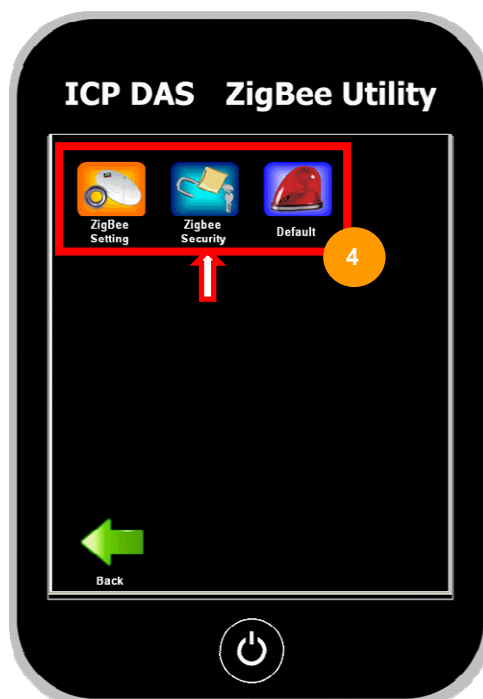 ICP DAS ZigBee Utility
ZigBee
Setting
Zigbee
Security
Default
4
Back